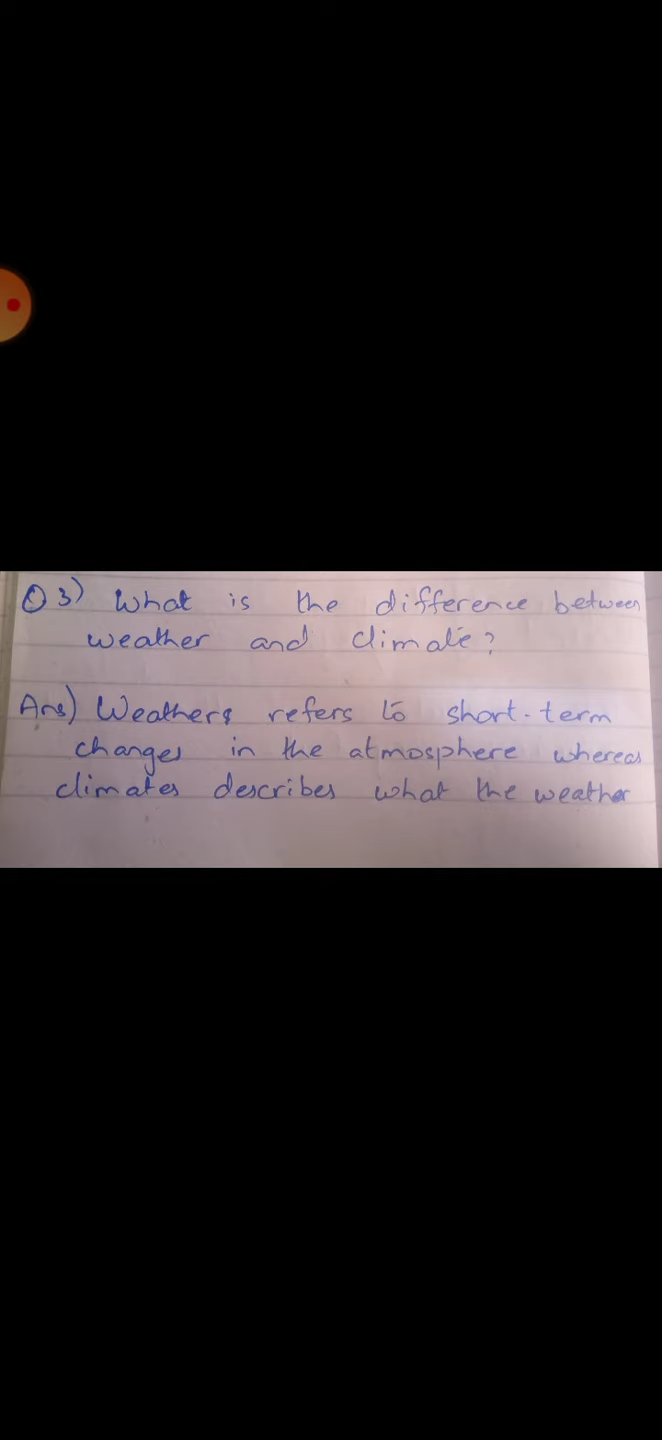 Q 3) What is the difference between
weather and climate?
Ans) Weathers refers to short-term
changes in the atmosphere whereas
climates describes what the weather